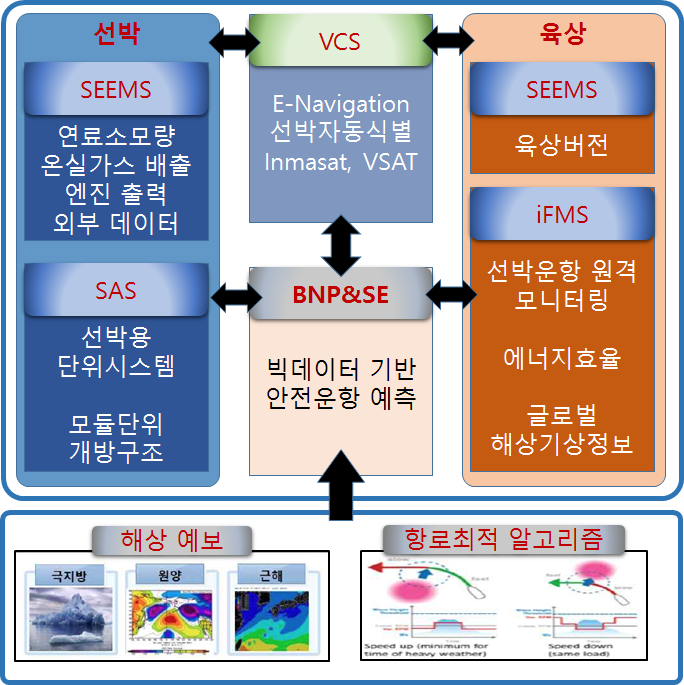 선박
VCS
육상
SEEMS
연료소모량
온실가스 배출
엔진 출력
외부 데이터
E-Navigation
선박자동식별
Inmasat, VSAT
SEEMS
육상버전
iFMS
선박운항 원격
모니터링
에너지효율
글로벌
해상기상정보
SAS
선박용
단위시스템
모듈단위
개방구조
BNP&SE
빅데이터 기반
안전운항 예측
해상 예보
극지방
원양
근해
항로최적 알고리즘
Speed up (minimum for
time of heavy weather)
Speed down
(same load)